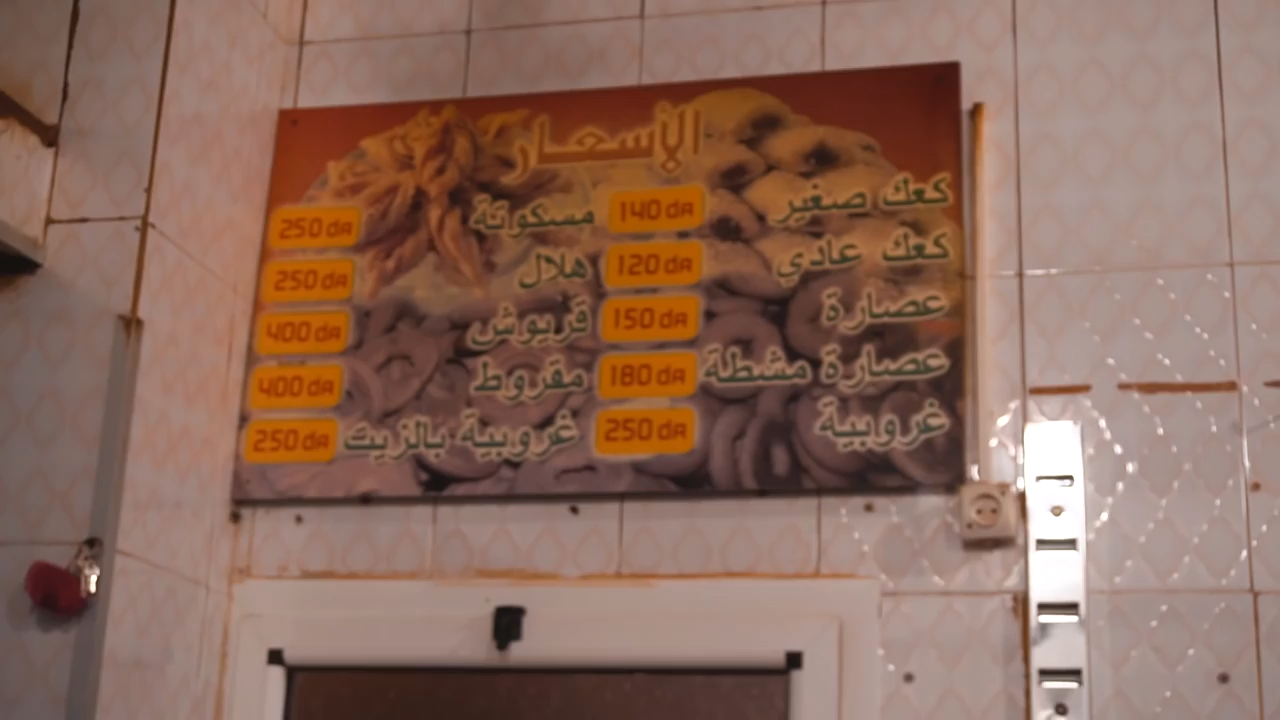 الأسعار
كعك صغير 140 da
كعك عادي 120 da
عصارة 150 da
عصارة مشطة 180 da
غروبية 250 da
مسكوتة 250 da
هلال 250 da
قريوش 400 da
مقروط 400 da
غروبية بالزيت 250 da